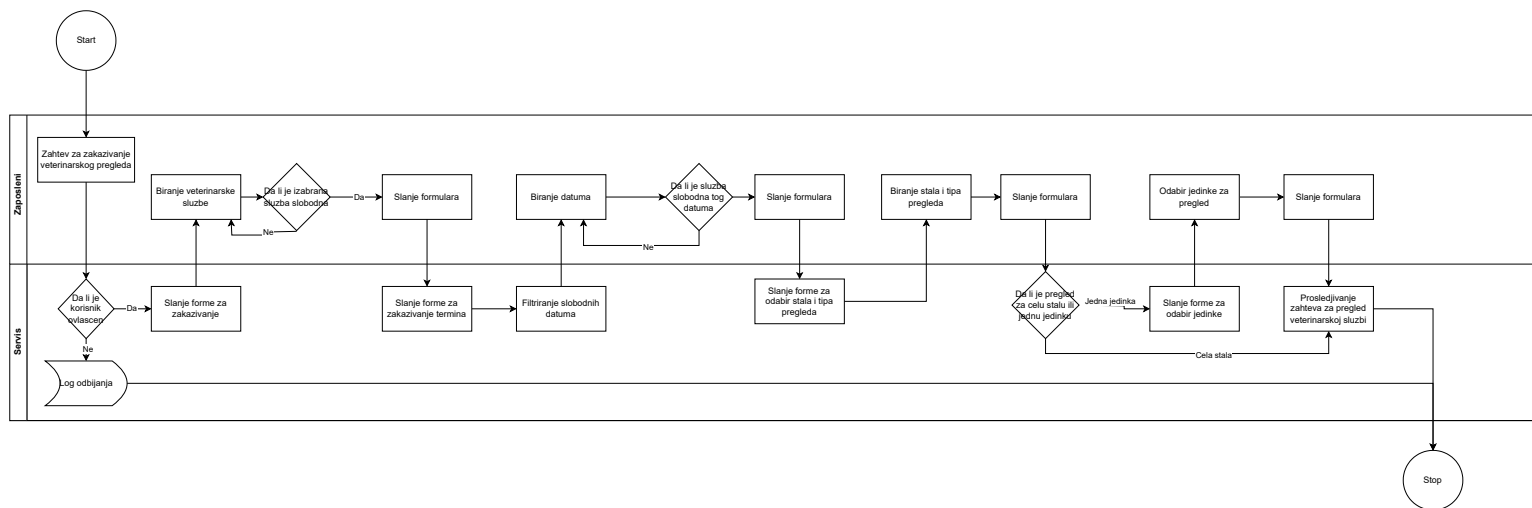 Start
Zaposleni
Zahtev za zakazivanje
veterinarskog pregleda
Biranje veterinarske
sluzbe
Da li je izabrana
sluzba slobodna
Da
Ne
Slanje formulara
Biranje datuma
Da li je sluzba
slobodna tog
datuma
Ne
Slanje formulara
Biranje stala i tipa
pregleda
Slanje formulara
Odabir jedinke za
pregled
Slanje formulara
Servis
Da li je
korisnik
ovlascen
Da
Ne
Slanje forme za
zakazivanje
Slanje forme za
zakazivanje termina
Filtriranje slobodnih
datuma
Slanje forme za
odabir stala i tipa
pregleda
Da li je pregled
za celu stalu ili
jednu jedinku
Jedna jedinka
Slanje forme za
odabir jedinke
Prosledjivanje
zahteva za pregled
veterinarskoj sluzbi
Cela stala
Log odbijanja
Stop